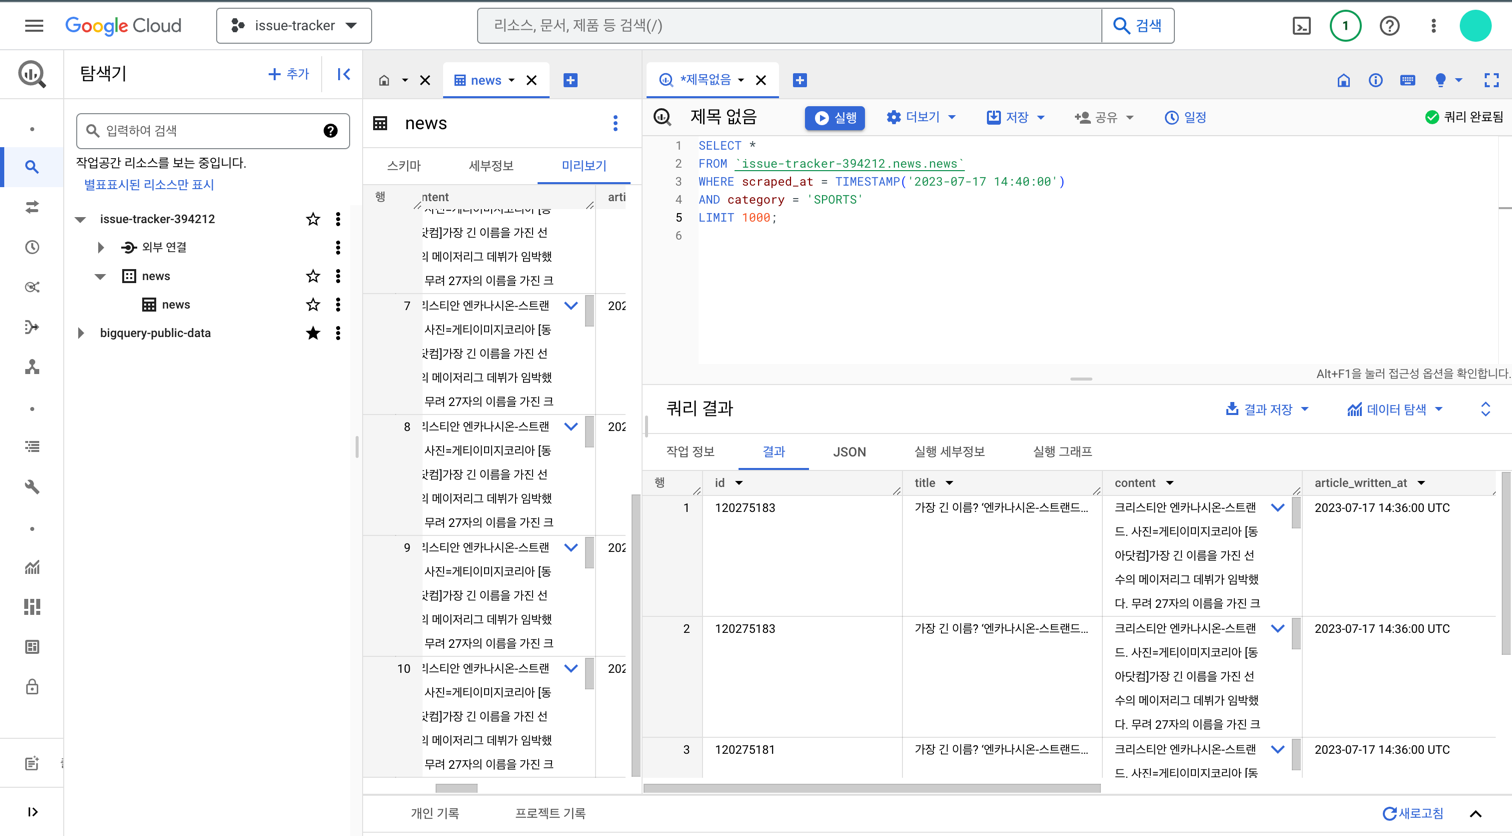 Google Cloud
issue-tracker
리소스, 문서, 제품 등 검색(/)
검색
1
탐색기
추가
입력하여 검색
작업공간 리소스를 보는 중입니다.
별표표시된 리소스만 표시
issue-tracker-394212
외부 연결
news
news
bigquery-public-data
news
news
스키마
세부정보
미리보기
행
ntent
arti
사진=게티이미지코리아 [동
닷컴]가장 긴 이름을 가진 선
의 메이저리그 데뷔가 임박했
무려 27자의 이름을 가진 크
7
리스티안 엔카나시온-스트랜
202
사진=게티이미지코리아 [동
닷컴]가장 긴 이름을 가진 선
의 메이저리그 데뷔가 임박했
무려 27자의 이름을 가진 크
8
리스티안 엔카나시온-스트랜
202
사진=게티이미지코리아 [동
닷컴]가장 긴 이름을 가진 선
의 메이저리그 데뷔가 임박했
무려 27자의 이름을 가진 크
9
리스티안 엔카나시온-스트랜
202
사진=게티이미지코리아 [동
닷컴]가장 긴 이름을 가진 선
의 메이저리그 데뷔가 임박했
무려 27자의 이름을 가진 크
10
리스티안 엔카나시온-스트랜
202
사진=게티이미지코리아 [동
닷컴]가장 긴 이름을 가진 선
의 메이저리그 데뷔가 임박했
무려 27자의 이름을 가진 크
*제목없음
제목 없음
실행
더보기
저장
공유
일정
쿼리 완료됨
1 SELECT *
2 FROM `issue-tracker-394212.news.news`
3 WHERE scraped_at = TIMESTAMP('2023-07-17 14:40:00')
4 AND category = 'SPORTS'
5 LIMIT 1000;
6
Alt+F1을 눌러 접근성 옵션을 확인합니다.
쿼리 결과
결과 저장
데이터 탐색
작업 정보
결과
JSON
실행 세부정보
실행 그래프
행
id
title
content
article_written_at
1
120275183
가장 긴 이름? ‘엔카나시온-스트랜드...
크리스티안 엔카나시온-스트랜
드. 사진=게티이미지코리아 [동
아닷컴]가장 긴 이름을 가진 선
수의 메이저리그 데뷔가 임박했
다. 무려 27자의 이름을 가진 크
2023-07-17 14:36:00 UTC
2
120275183
가장 긴 이름? ‘엔카나시온-스트랜드...
크리스티안 엔카나시온-스트랜
드. 사진=게티이미지코리아 [동
아닷컴]가장 긴 이름을 가진 선
수의 메이저리그 데뷔가 임박했
다. 무려 27자의 이름을 가진 크
2023-07-17 14:36:00 UTC
3
120275181
가장 긴 이름? ‘엔카나시온-스트랜드...
크리스티안 엔카나시온-스트랜
드. 사진=게티이미지코리아 [동
2023-07-17 14:36:00 UTC
개인 기록
프로젝트 기록
새로고침